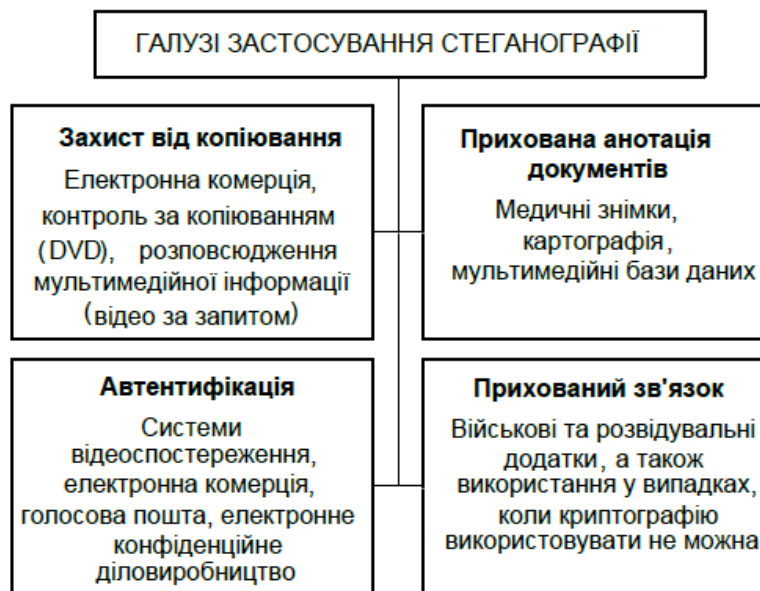 ГАЛУЗІ ЗАСТОСУВАННЯ СТЕГАНОГРАФІЇ
Захист від копіювання
Електронна комерція,
контроль за копіюванням
(DVD), розповсюдження
мультимедійної інформації
(відео за запитом)
Прихована анотація
документів
Медичні знімки,
картографія,
мультимедійні бази даних
Автентифікація
Системи
відеоспостереження,
електронна комерція,
голосова пошта, електронне
конфіденційне
діловиробництво
Прихований зв'язок
Військові та розвідувальні
додатки, а також
використання у випадках,
коли криптографію
використовувати не можна